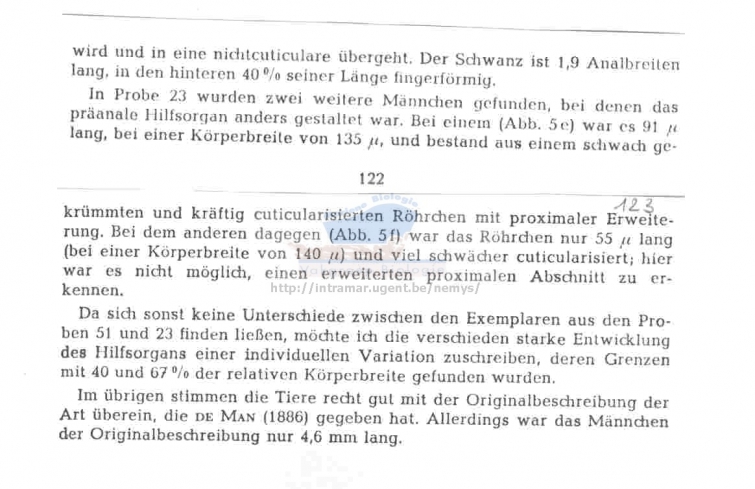 wird und in eine nichtcuticulare übergeht. Der Schwanz ist 1,9 Analbreiten
lang, in den hinteren 40 % seiner Länge fingerförmig.
In Probe 23 wurden zwei weitere Männchen gefunden, bei denen das
präanale Hilfsorgan anders gestaltet war. Bei einem (Abb. 5e) war es 91 µ
lang, bei einer Körperbreite von 135 µ, und bestand aus einem schwach ge-
122
123
krümmten und kräftig cuticularisierten Röhrchen mit proximaler Erweite-
rung. Bei dem anderen dagegen (Abb. 5f) war das Röhrchen nur 55 µ lang
(bei einer Körperbreite von 140 µ) und viel schwächer cuticularisiert; hier
war es nicht möglich, einen erweiterten proximalen Abschnitt zu er-
kennen.
http://intramar.ugent.be/nemys/
Da sich sonst keine Unterschiede zwischen den Exemplaren aus den Pro-
ben 51 und 23 finden ließen, möchte ich die verschieden starke Entwicklung
des Hilfsorgans einer individuellen Variation zuschreiben, deren Grenzen
mit 40 und 67 % der relativen Körperbreite gefunden wurden.
Im übrigen stimmen die Tiere recht gut mit der Originalbeschreibung der
Art überein, die DE MAN (1886) gegeben hat. Allerdings war das Männchen
der Originalbeschreibung nur 4,6 mm lang.